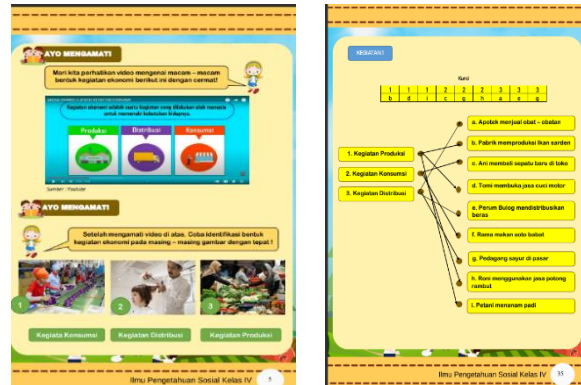 AYO MENGAMATI
Mari kita perhatikan video mengenai macam – macam
bentuk kegiatan ekonomi berikut ini dengan cermat!
Kegiatan ekonomi adalah suatu kegiatan yang dilakukan oleh manusia
untuk memenuhi kebutuhan hidupnya.
Produksi
Distribusi
Konsumsi
Sumber : Youtube
AYO MENGAMATI
Setelah mengamati video di atas. Coba identifikasi bentuk
kegiatan ekonomi pada masing – masing gambar dengan tepat !
1
2
3
Kegiata Konsumsi
Kegiatan Distribusi
Kegiatan Produksi
Ilmu Pengetahuan Sosial Kelas IV
5
KEGIATAN 1
Kunci
1 1 1 2 2 2 3 3 3
b d i c g h a e g
1. Kegiatan Produksi
2. Kegiatan Konsumsi
3. Kegiatan Distribusi
a. Apotek menjual obat – obatan
b. Pabrik memproduksi ikan sarden
c. Ani membeli sepatu baru di toko
d. Tomi membuka jasa cuci motor
e. Perum Bulog mendistribusikan
beras
f. Rama makan soto babat
g. Pedagang sayur di pasar
h. Roni menggunakan jasa potong
rambut
i. Petani menanam padi
Ilmu Pengetahuan Sosial Kelas IV
35